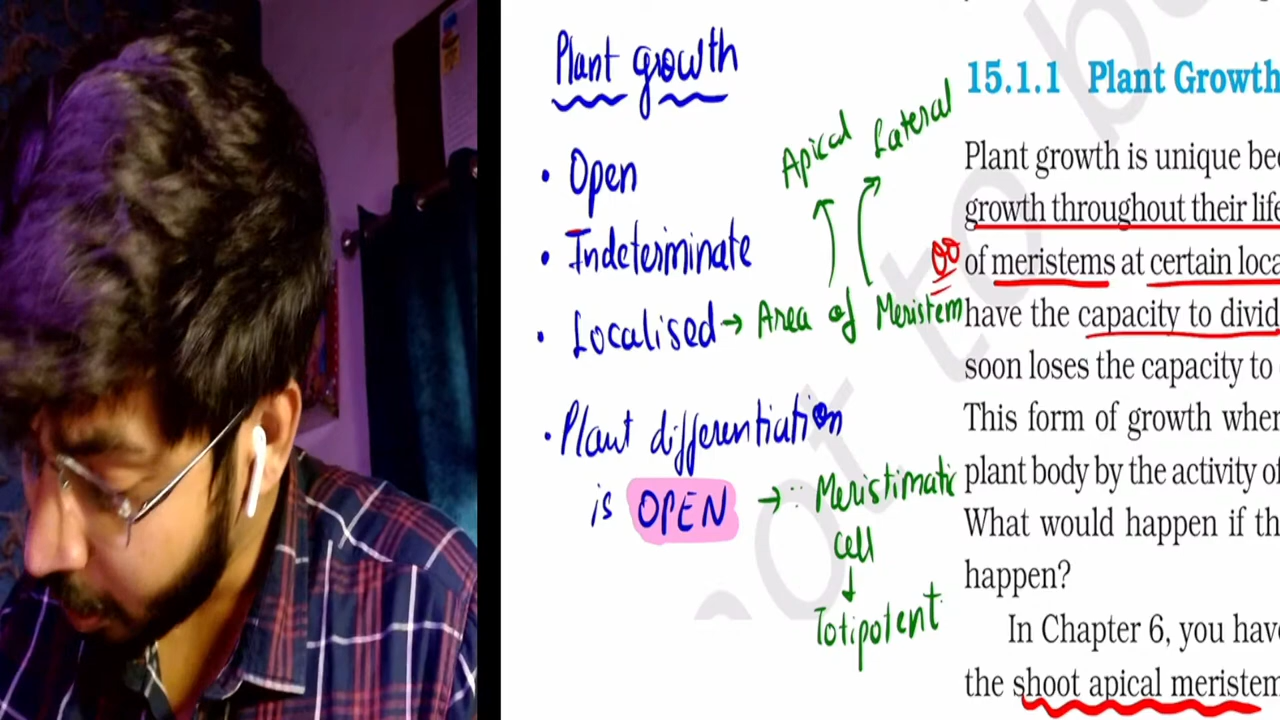 Plant growth
Apical
Lateral
• Open
• Indeterminate
• Localised → Area of Meristem
• Plant differentiation
is OPEN → Meristimatic
cell
↓
Totipotent
15.1.1 Plant Growth
Plant growth is unique bec
growth throughout their life
of meristems at certain loca
have the capacity to divid
soon loses the capacity to
This form of growth wher
plant body by the activity of
What would happen if th
happen?
In Chapter 6, you have
the shoot apical meristem
not to b